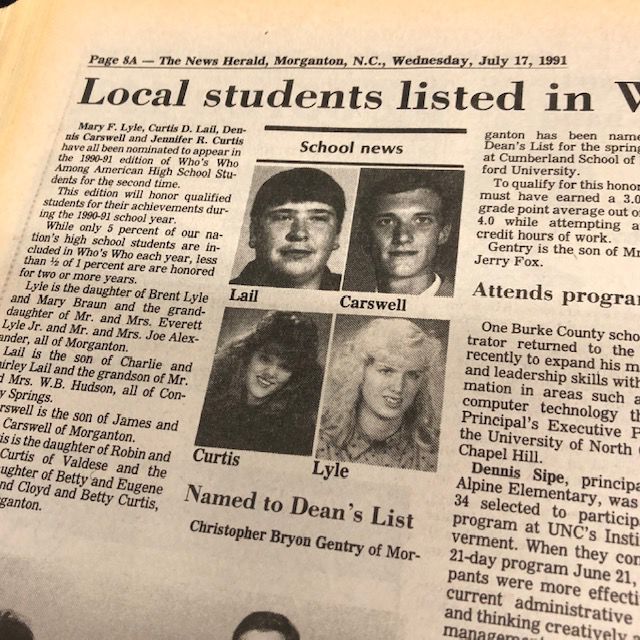 Page 8A — The News Herald, Morganton, N.C., Wednesday, July 17, 1991
Local students listed in W
Mary F. Lyle, Curtis D. Lail, Den-
nis Carswell and Jennifer R. Curtis
have all been nominated to appear in
the 1990-91 edition of Who's Who
Among American High School Stu-
dents for the second time.
This edition will honor qualified
students for their achievements dur-
ing the 1990-91 school year.
While only 5 percent of our na-
tion's high school students are in-
cluded in Who's Who each year, less
than ½ of 1 percent are are honored
for two or more years.
Lyle is the daughter of Brent Lyle
and Mary Braun and the grand-
daughter of Mr. and Mrs. Everett
Lyle Jr. and Mr. and Mrs. Joe Alex-
ander, all of Morganton.
Lail is the son of Charlie and
irley Lail and the grandson of Mr.
d Mrs. W.B. Hudson, all of Con-
y Springs.
rswell is the son of James and
Carswell of Morganton.
is is the daughter of Robin and
Curtis of Valdese and the
ughter of Betty and Eugene
nd Cloyd and Betty Curtis,
ganton.
School news
Lail
Carswell
Curtis
Lyle
Named to Dean's List
Christopher Bryon Gentry of Mor-
ganton has been name
Dean's List for the spring
at Cumberland School of
ford University.
To qualify for this honor
must have earned a 3.0
grade point average out o
4.0 while attempting a
credit hours of work.
Gentry is the son of Mr
Jerry Fox.
Attends progra
One Burke County scho
trator returned to the
recently to expand his m
and leadership skills with
mation in areas such a
computer technology th
Principal's Executive P
the University of North
Chapel Hill.
Dennis Sipe, principa
Alpine Elementary, was
34 selected to particip
program at UNC's Insti
verment. When they com
21-day program June 21,
pants were more effecti
current administrative
and thinking creatively
management